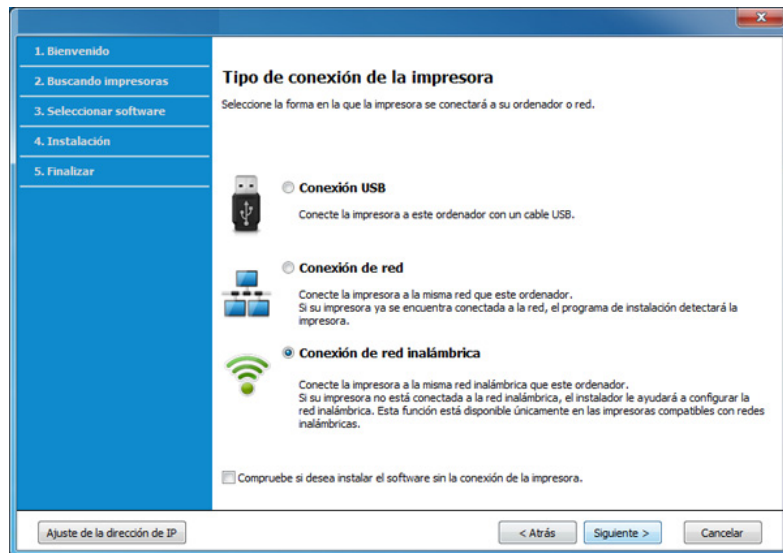 1. Bienvenido
2. Buscando impresoras
3. Seleccionar software
4. Instalación
5. Finalizar
Tipo de conexión de la impresora
Seleccione la forma en la que la impresora se conectará a su ordenador o red.
Conexión USB
Conecte la impresora a este ordenador con un cable USB.
Conexión de red
Conecte la impresora a la misma red que este ordenador.
Si su impresora ya se encuentra conectada a la red, el programa de instalación detectará la
impresora.
Conexión de red inalámbrica
Conecte la impresora a la misma red inalámbrica que este ordenador.
Si su impresora no está conectada a la red inalámbrica, el instalador le ayudará a configurar la
red inalámbrica. Esta función está disponible únicamente en las impresoras compatibles con redes
inalámbricas.
Compruebe si desea instalar el software sin la conexión de la impresora.
Ajuste de la dirección de IP
< Atrás
Siguiente >
Cancelar